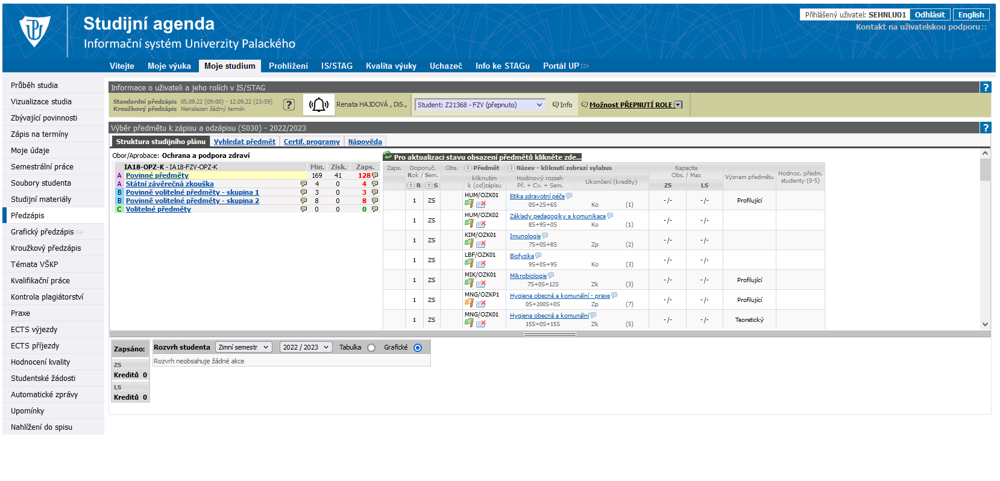 Studijní agenda
Informační systém Univerzity Palackého
Přihlášený uživatel: SEHNLU01 Odhlásit English
Kontakt na uživatelskou podporu
Vítejte Moje výuka Moje studium Prohlížení IS/STAG Kvalita výuky Uchazeč Info ke STAGu Portál UP
Průběh studia
Vizualizace studia
Zbývající povinnosti
Zápis na termíny
Moje údaje
Semestrální práce
Soubory studenta
Studijní materiály
Předzápis
Grafický předzápis
Kroužkový předzápis
Témata VŠKP
Kvalifikační práce
Kontrola plagiátorství
Praxe
ECTS výjezdy
ECTS příjezdy
Hodnocení kvality
Studentské žádosti
Automatické zprávy
Upomínky
Nahlížení do spisu
Informace o uživateli a jeho rolích v IS/STAG ?
Standardní předzápis 05.09.22 (09:00) - 12.09.22 (23:59)
Kroužkový předzápis Nenalezen žádný termín
? Renata HAJDOVÁ , DiS., Student: Z21368 - FZV (přepnuto) Info Možnost PŘEPNUTÍ ROLE
Výběr předmětu k zápisu a odzápisu (S030) - 2022/2023 ?
Struktura studijního plánu Vyhledat předmět Certif. programy Nápověda
Obor/Aprobace: Ochrana a podpora zdraví
IA18-OPZ-K - IA18-FZV-OPZ-K Min. Získ. Zaps.
A Povinné předměty 169 41 128
A Státní závěrečná zkouška 4 0 4
B Povinně volitelné předměty - skupina 1 3 0 3
B Povinně volitelné předměty - skupina 2 8 0 8
C Volitelné předměty 0 0 0
Pro aktualizaci stavu obsazení předmětů klikněte zde...
Zaps. Doporuč. Obs. Předmět Název - kliknutí zobrazí sylabus Kapacita Význam předmětu Hodnoc. předm.
Rok / Sem. kliknutím Hodinový rozsah Ukončení (kredity) Obs. / Max studenty (0-5)
R S k (od)zápisu Př. + Cv. + Sem. ZS LS
HUM/OZK01 Etika zdravotní péče
1 ZS 0S+2S+6S Ko (1) - /- - /- Profilující
HUM/OZK02 Základy pedagogiky a komunikace
1 ZS 8S+9S+0S Ko (1) - /- - /-
KIM/OZK01 Imunologie
1 ZS 7S+0S+8S Zp (2) - /- - /-
LBF/OZK01 Biofyzika
1 ZS 9S+0S+9S Ko (3) - /- - /-
MIK/OZK01 Mikrobiologie
1 ZS 7S+0S+12S Zk (3) - /- - /- Profilující
MNG/OZKP1 Hygiena obecná a komunální - praxe
1 ZS 0S+200S+0S Zp (7) - /- - /- Profilující
MNG/OZK01 Hygiena obecná a komunální
1 ZS 15S+0S+15S Zk (5) - /- - /- Teoretický
Zapsáno:
ZS
Kreditů 0
LS
Kreditů 0
Rozvrh studenta Zimní semestr 2022 / 2023 Tabulka Grafické
Rozvrh neobsahuje žádné akce